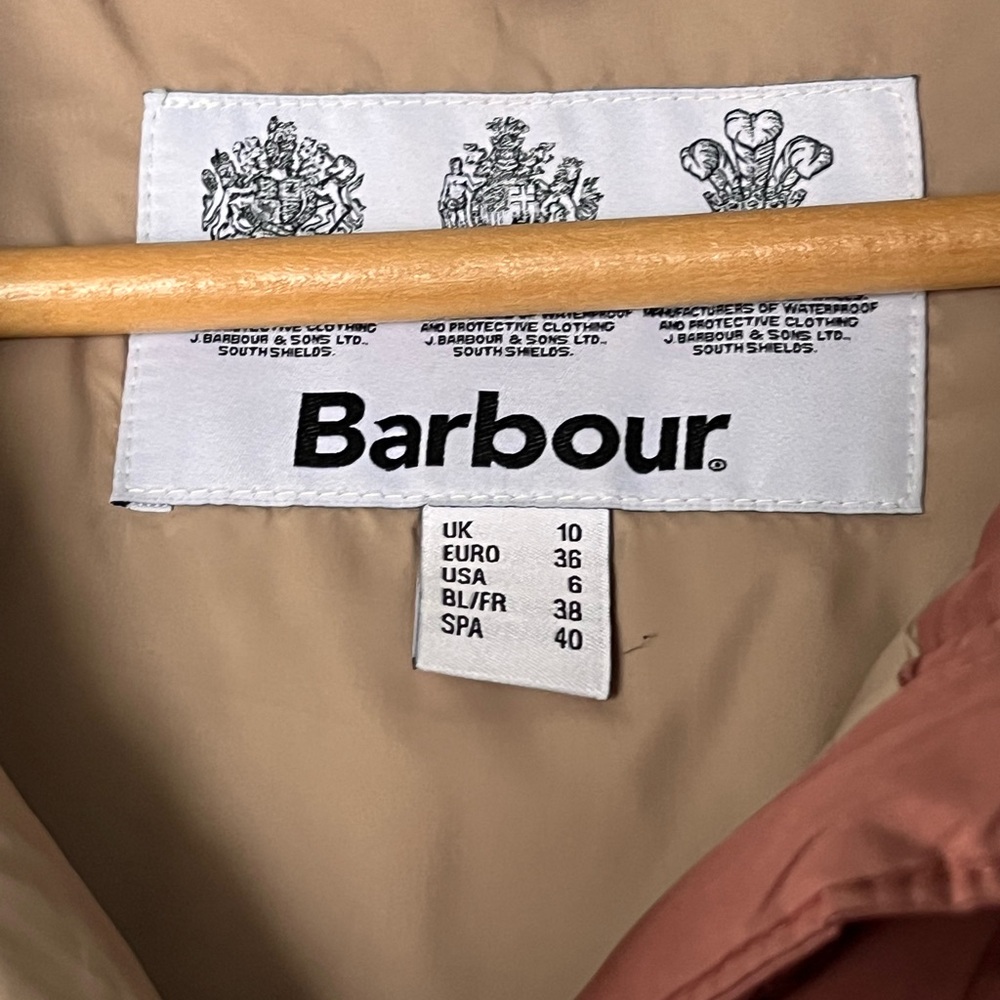 MANUFACTURERS OF WATERPROOF
PROTECTIVE CLOTHING
J.BARBOUR & SONS LTD.,
SOUTH SHIELDS.
OF WATERPROOF
AND PROTECTIVE CLOTHING
J.BARBOUR & SONS LTD.,
SOUTH SHIELDS.
AND PROTECTIVE CLOTHING
J.BARBOUR & SONS LTD.,
SOUTH SHIELDS.
Barbour
UK 10
EURO 36
USA 6
BL/FR 38
SPA 40